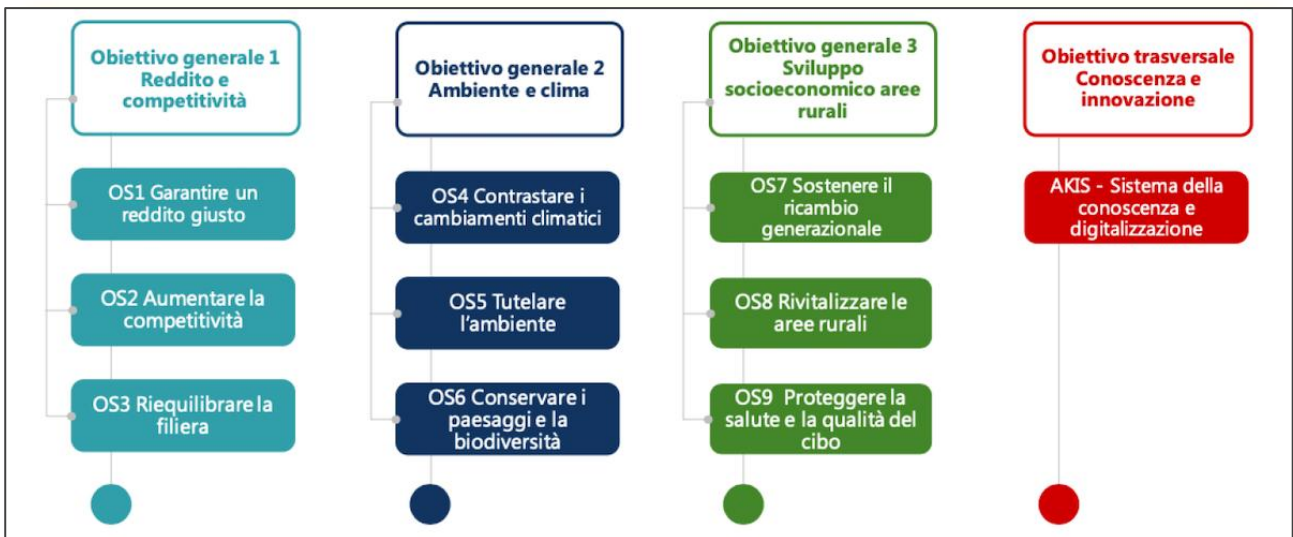 Obiettivo generale 1
Reddito e
competitività
OS1 Garantire un
reddito giusto
OS2 Aumentare la
competitività
OS3 Riequilibrare la
filiera
Obiettivo generale 2
Ambiente e clima
OS4 Contrastare i
cambiamenti climatici
OS5 Tutelare
l'ambiente
OS6 Conservare i
paesaggi e la
biodiversità
Obiettivo generale 3
Sviluppo
socioeconomico aree
rurali
OS7 Sostenere il
ricambio
generazionale
OS8 Rivitalizzare le
aree rurali
OS9 Proteggere la
salute e la qualità del
cibo
Obiettivo trasversale
Conoscenza e
innovazione
AKIS - Sistema della
conoscenza e
digitalizzazione